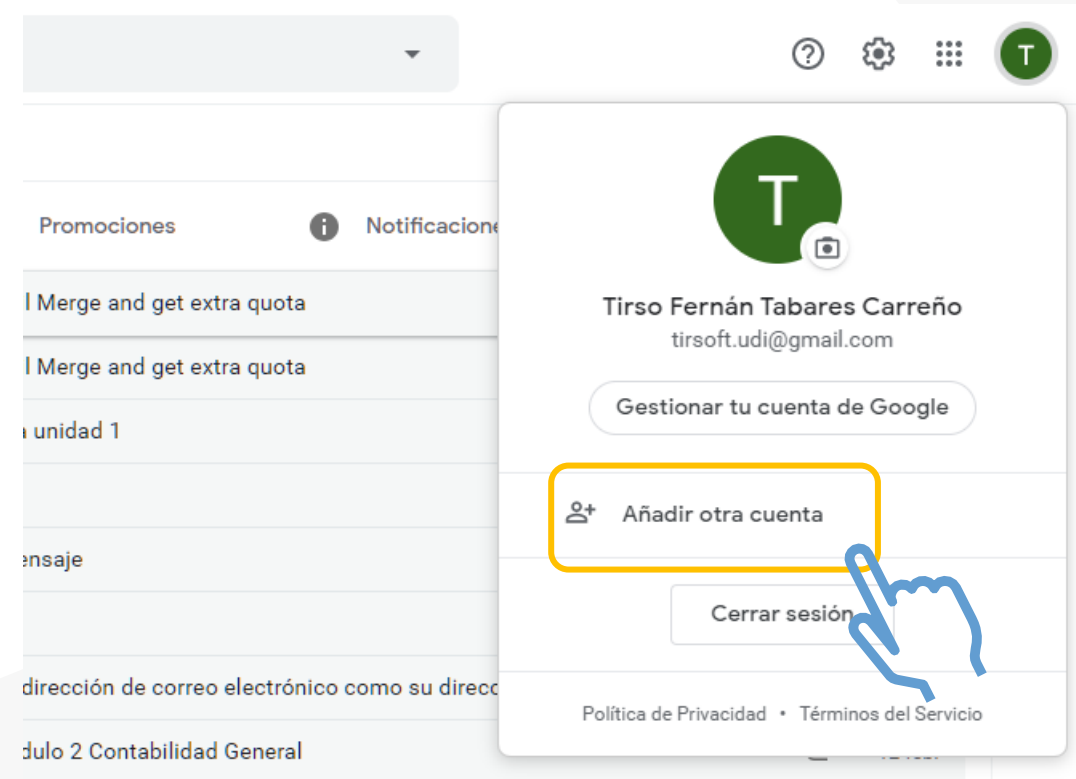 T
T
Promociones
Notificacione
l Merge and get extra quota
Tirso Fernán Tabares Carreño
tirsoft.udi@gmail.com
l Merge and get extra quota
Gestionar tu cuenta de Google
unidad 1
Añadir otra cuenta
ensaje
Cerrar sesión
dirección de correo electrónico como su direcc
Política de Privacidad • Términos del Servicio
dulo 2 Contabilidad General